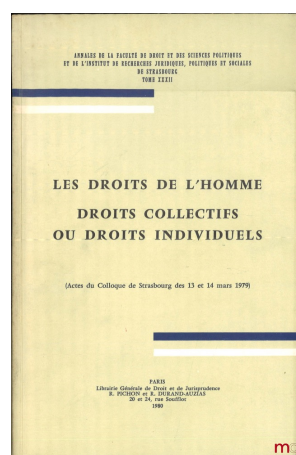 ANNALES DE LA FACULTÉ DE DROIT ET DES SCIENCES POLITIQUES
ET DE L'INSTITUT DE RECHERCHES JURIDIQUES, POLITIQUES ET SOCIALES
DE STRASBOURG
TOME XXXII
LES DROITS DE L'HOMME
DROITS COLLECTIFS
OU DROITS INDIVIDUELS
(Actes du Colloque de Strasbourg des 13 et 14 mars 1979)
PARIS
Librairie Générale de Droit et de Jurisprudence
R. PICHON et R. DURAND-AUZIAS
20 et 24, rue Soufflot
1980